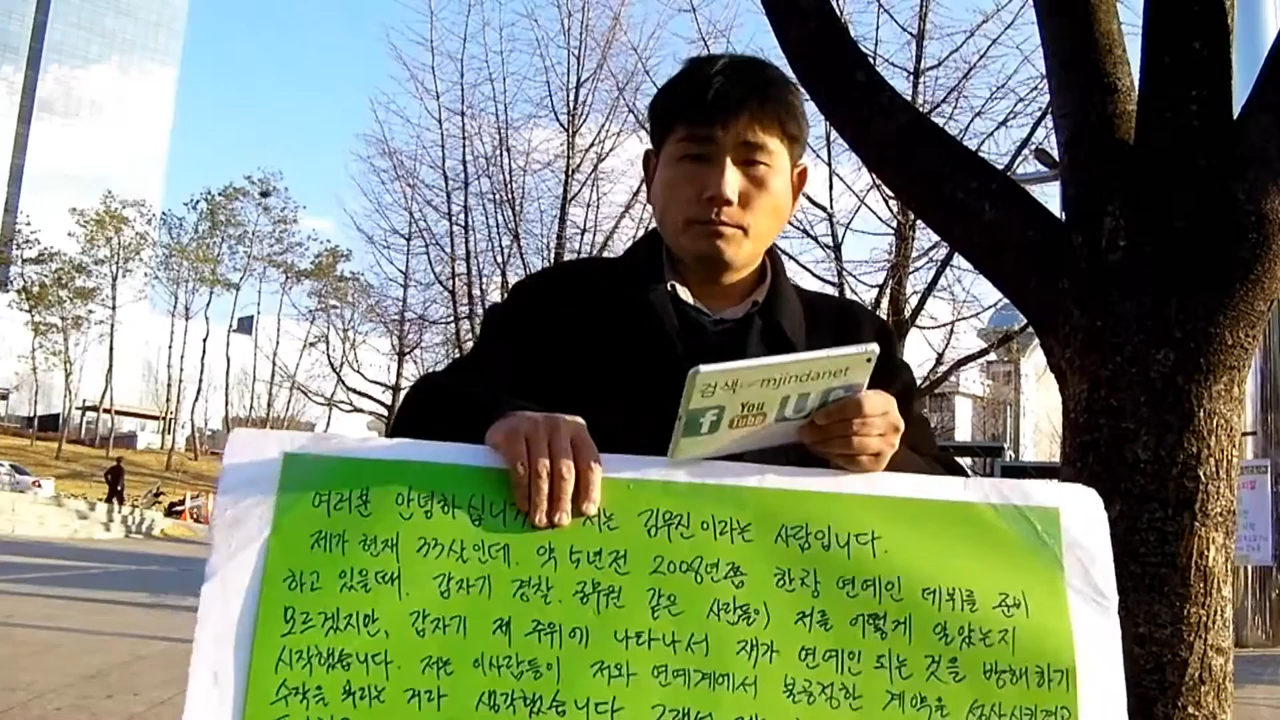 검색 mjindanet
f You Tube
여러분 안녕하십니까 저는 김우진이라는 사람입니다.
제가 현재 33살인데. 약 5년전 2008년쯤 한창 연예인 데뷔를 준비
하고 있을때. 갑자기 경찰. 공무원 같은 사람들이 저를 어떻게 알았는지
모르겠지만, 갑자기 제 주위에 나타나서 제가 연예인 되는 것을 방해하기
시작했습니다. 저는 이사람들이 저와 연예계에서 불공정한 계약을 성사시키려고
수작을 부리는 거라 생각했습니다. 그래서